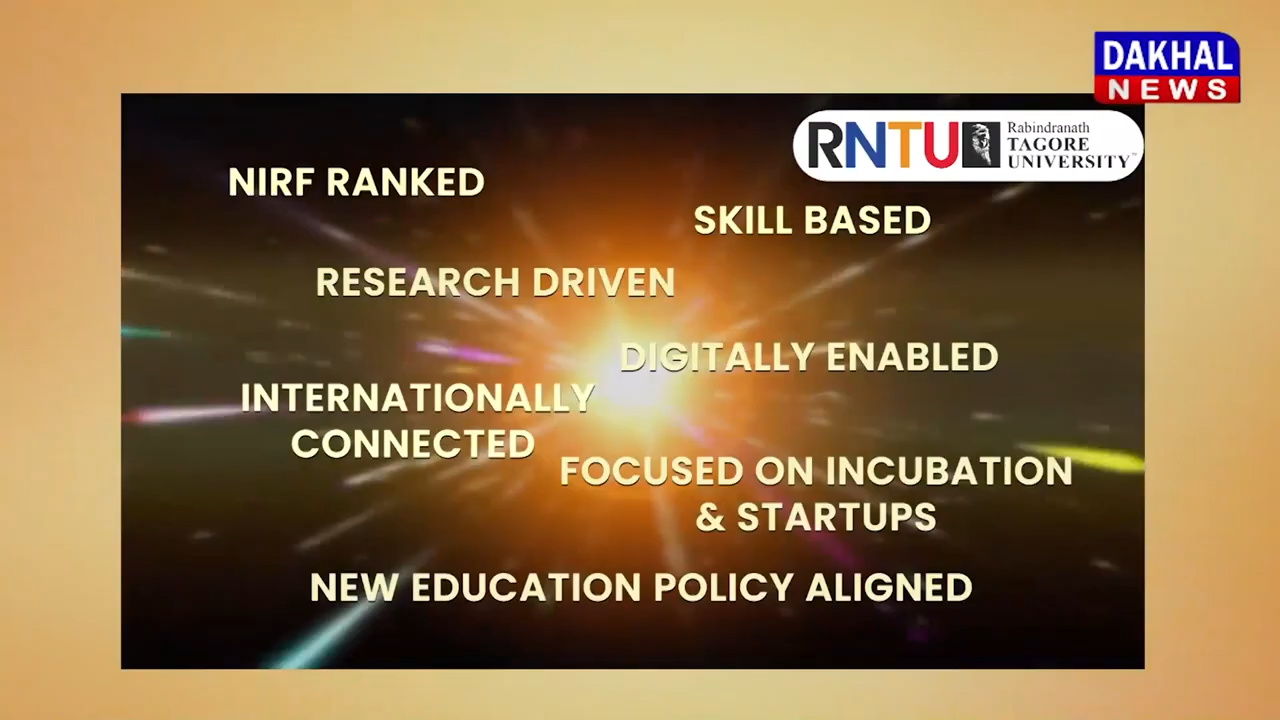 DAKHAL
NEWS
RNTU
Rabindranath
TAGORE
UNIVERSITY
NIRF RANKED
SKILL BASED
RESEARCH DRIVEN
DIGITALLY ENABLED
INTERNATIONALLY
CONNECTED
FOCUSED ON INCUBATION
& STARTUPS
NEW EDUCATION POLICY ALIGNED